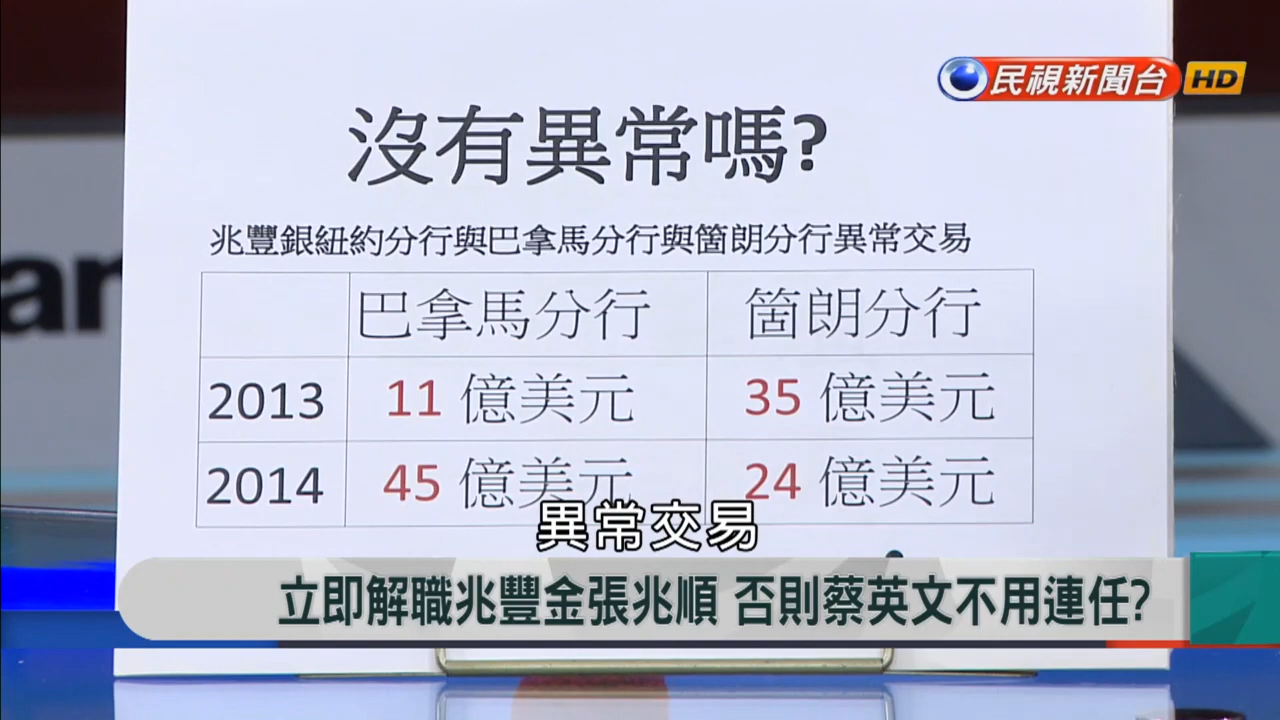 民視新聞台 HD
沒有異常嗎?
兆豐銀紐約分行與巴拿馬分行與箇朗分行異常交易
巴拿馬分行 箇朗分行
2013 11 億美元 35 億美元
2014 45 億美元 24 億美元
異常交易
立即解職兆豐金張兆順 否則蔡英文不用連任?